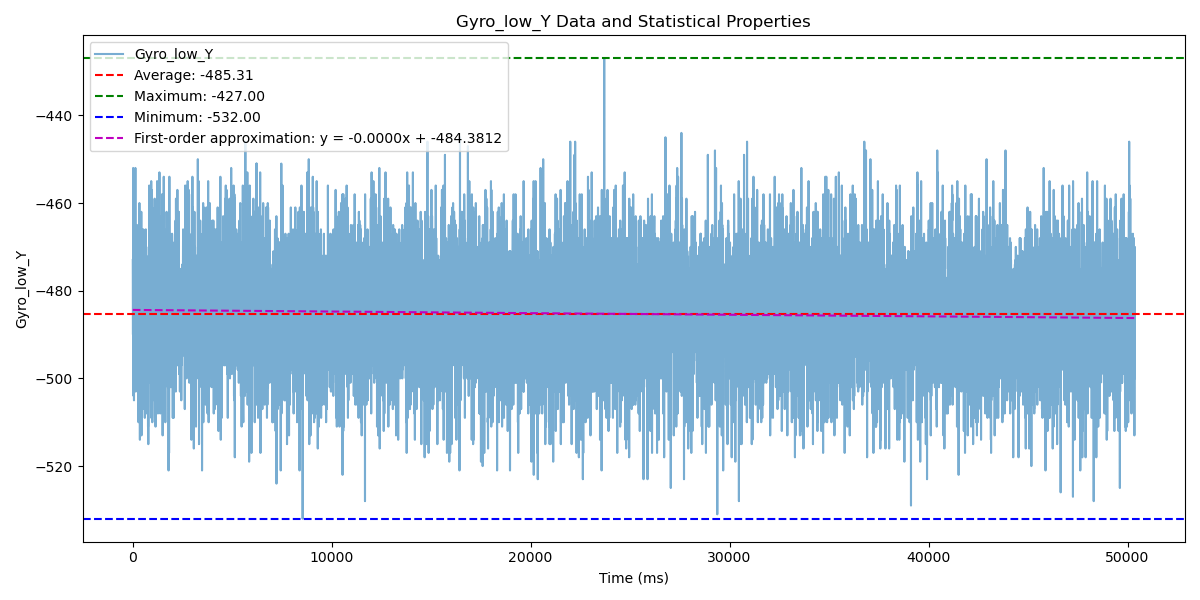 Gyro_low_Y Data and Statistical Properties
Gyro_low_Y
Average: -485.31
Maximum: -427.00
Minimum: -532.00
First-order approximation: y = -0.0000x + -484.3812
Gyro_low_Y
−440
−460
−480
−500
−520
0 10000 20000 30000 40000 50000
Time (ms)